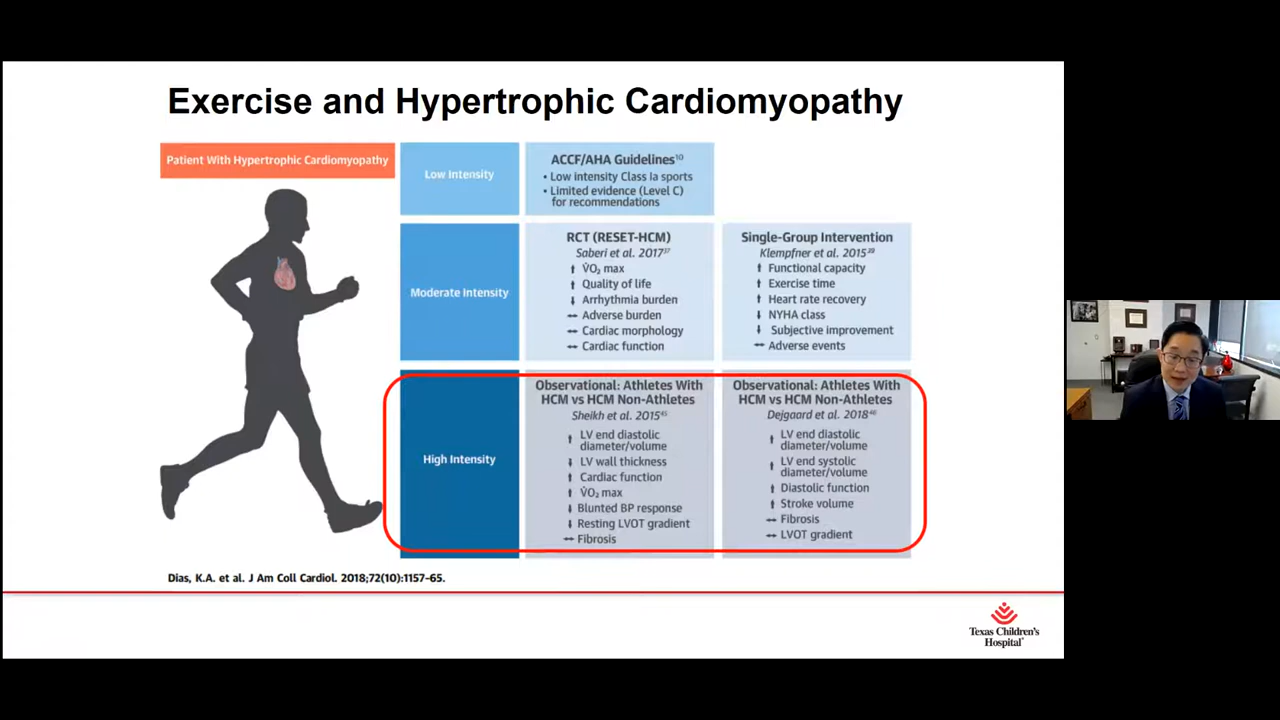 Exercise and Hypertrophic Cardiomyopathy
Patient With Hypertrophic Cardiomyopathy
Low Intensity
ACCF/AHA Guidelines¹⁰
• Low intensity Class Ia sports
• Limited evidence (Level C)
for recommendations
Moderate Intensity
RCT (RESET-HCM)
Saberi et al. 2017³⁷
↑ V̇O₂ max
↑ Quality of life
↓ Arrhythmia burden
↔ Adverse burden
↔ Cardiac morphology
↔ Cardiac function
Single-Group Intervention
Klempfner et al. 2015³⁹
↑ Functional capacity
↑ Exercise time
↑ Heart rate recovery
↓ NYHA class
↓ Subjective improvement
↔ Adverse events
High Intensity
Observational: Athletes With
HCM vs HCM Non-Athletes
Sheikh et al. 2015⁴⁵
↑ LV end diastolic
diameter/volume
↓ LV wall thickness
↑ Cardiac function
↑ V̇O₂ max
↓ Blunted BP response
↓ Resting LVOT gradient
↔ Fibrosis
Observational: Athletes With
HCM vs HCM Non-Athletes
Dejgaard et al. 2018⁴⁶
↑ LV end diastolic
diameter/volume
↑ LV end systolic
diameter/volume
↑ Diastolic function
↑ Stroke volume
↔ Fibrosis
↔ LVOT gradient
Dias, K.A. et al. J Am Coll Cardiol. 2018;72(10):1157–65.
Texas Children's
Hospital